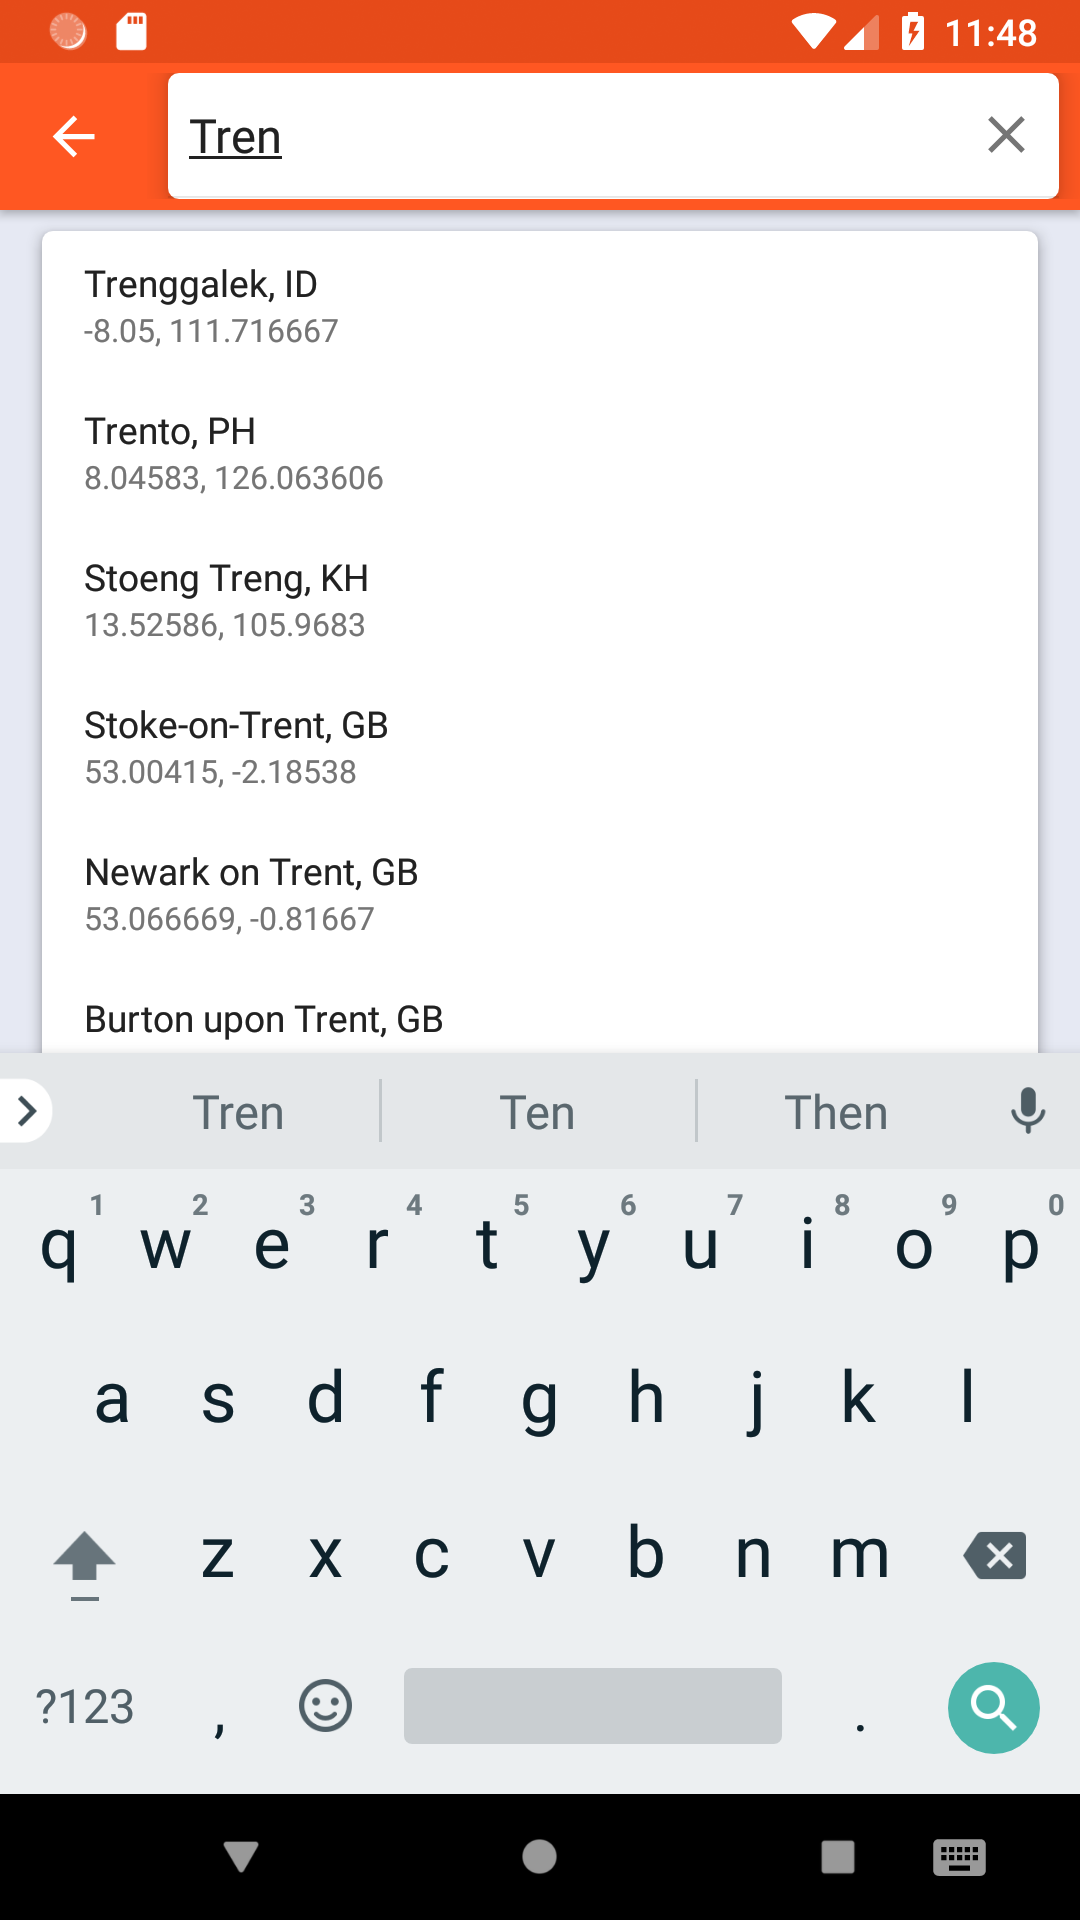 11:48
Tren
Trenggalek, ID
-8.05, 111.716667
Trento, PH
8.04583, 126.063606
Stoeng Treng, KH
13.52586, 105.9683
Stoke-on-Trent, GB
53.00415, -2.18538
Newark on Trent, GB
53.066669, -0.81667
Burton upon Trent, GB
Tren Ten Then
1 2 3 4 5 6 7 8 9 0
q w e r t y u i o p
a s d f g h j k l
z x c v b n m
?123 , .